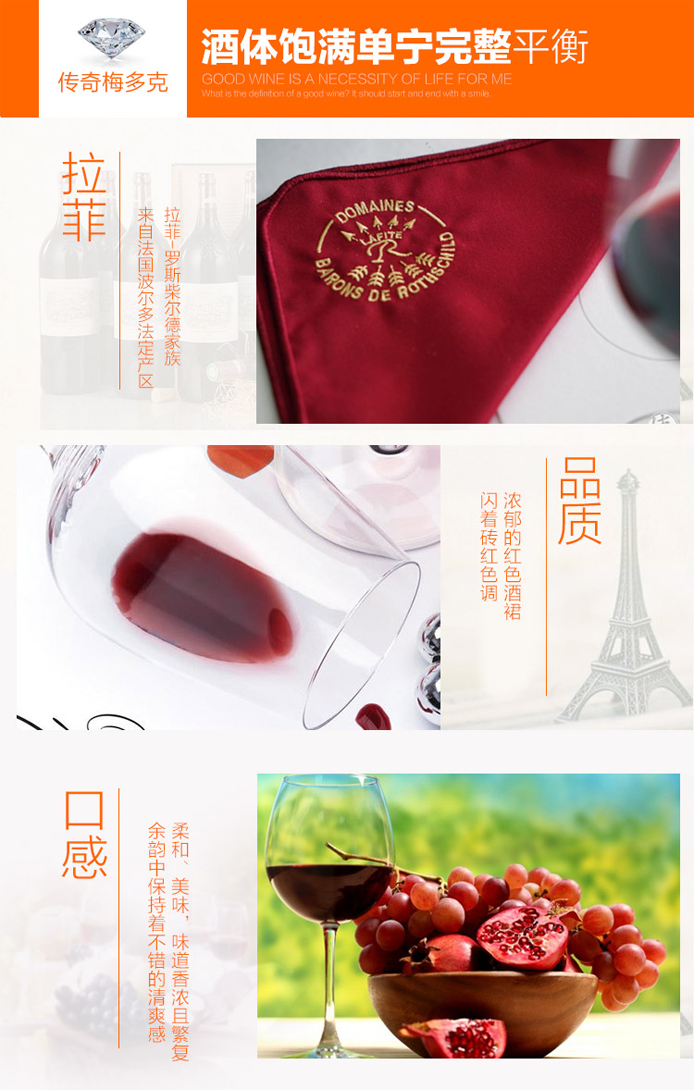 传奇梅多克
酒体饱满单宁完整平衡
GOOD WINE IS A NECESSITY OF LIFE FOR ME
What is the definition of a good wine? It should start and end with a smile.
拉菲
拉菲-罗斯柴尔德家族
来自法国波尔多法定产区
DOMAINES
LAFITE
R
BARONS DE ROTHSCHILD
品质
浓郁的红色酒裙
闪着砖红色调
口感
柔和、美味，味道香浓且繁复
余韵中保持着不错的清爽感